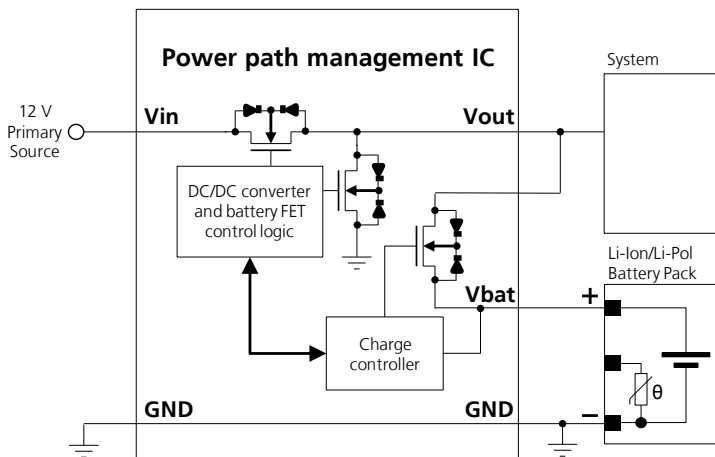 Power path management IC
System
12 V
Primary
Source
Vin
Vout
DC/DC converter
and battery FET
control logic
Li-Ion/Li-Pol
Battery Pack
Vbat
+
Charge
controller
θ
GND
GND
−